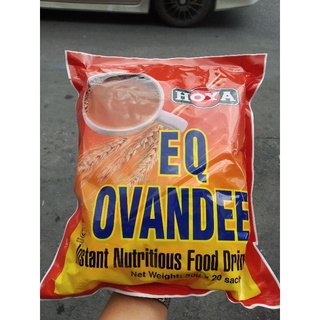 HOYA
EQ
OVANDEE
Instant Nutritious Food Drink
Net Weight: 20 sach